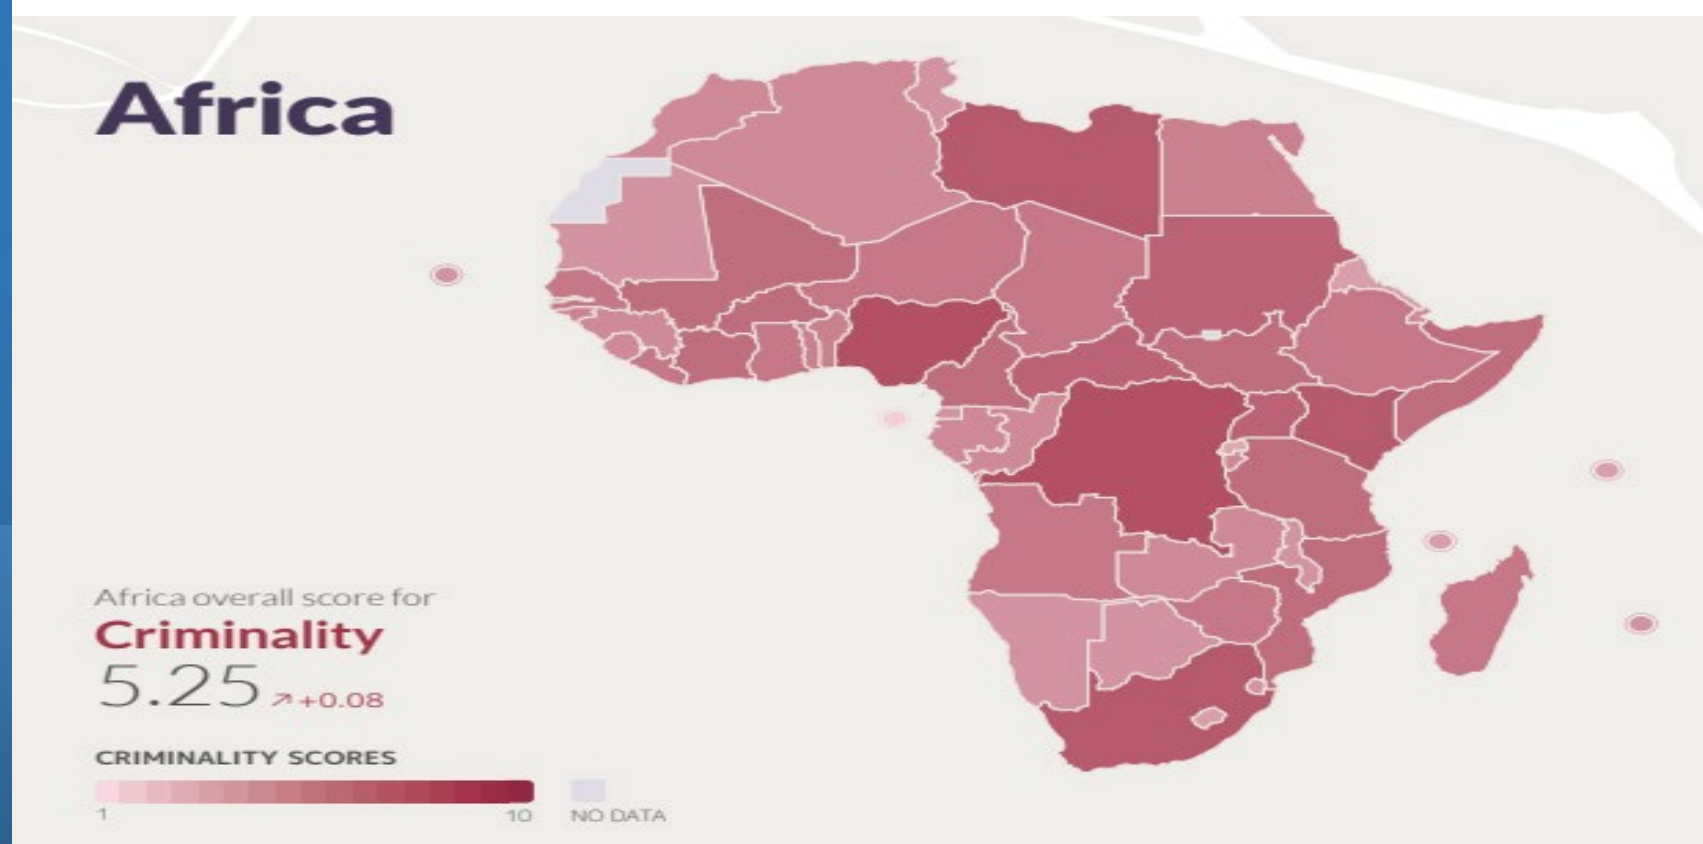 Africa
Africa overall score for
Criminality
5.25 ↗+0.08
CRIMINALITY SCORES
1 10 NO DATA